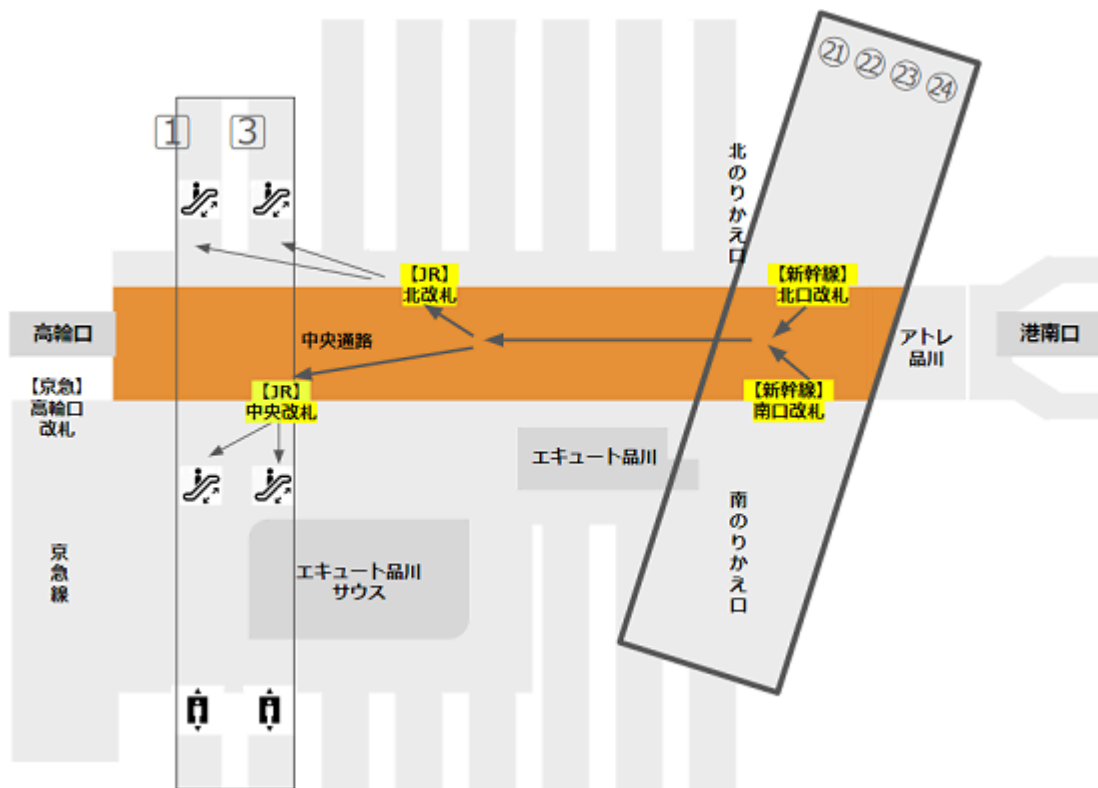 ㉑ ㉒ ㉓ ㉔
1 3
北のりかえ口
【JR】
北改札
【新幹線】
北口改札
高輪口
中央通路
アトレ
品川
港南口
【京急】
高輪口
改札
【JR】
中央改札
【新幹線】
南口改札
エキュート品川
南のりかえ口
京急線
エキュート品川
サウス